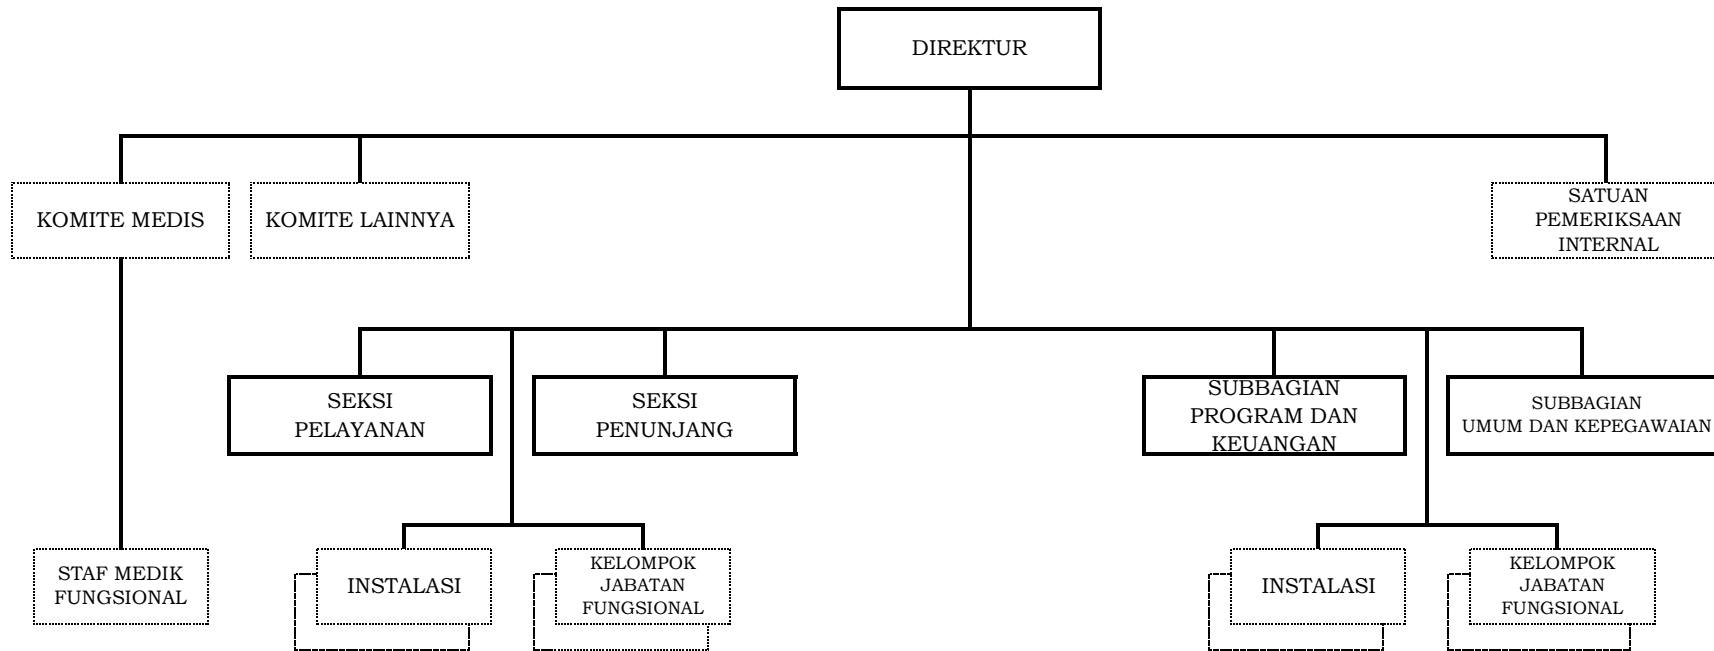 DIREKTUR
KOMITE MEDIS
KOMITE LAINNYA
SATUAN
PEMERIKSAAN
INTERNAL
SEKSI
PELAYANAN
SEKSI
PENUNJANG
SUBBAGIAN
PROGRAM DAN
KEUANGAN
SUBBAGIAN
UMUM DAN KEPEGAWAIAN
STAF MEDIK
FUNGSIONAL
INSTALASI
KELOMPOK
JABATAN
FUNGSIONAL
INSTALASI
KELOMPOK
JABATAN
FUNGSIONAL